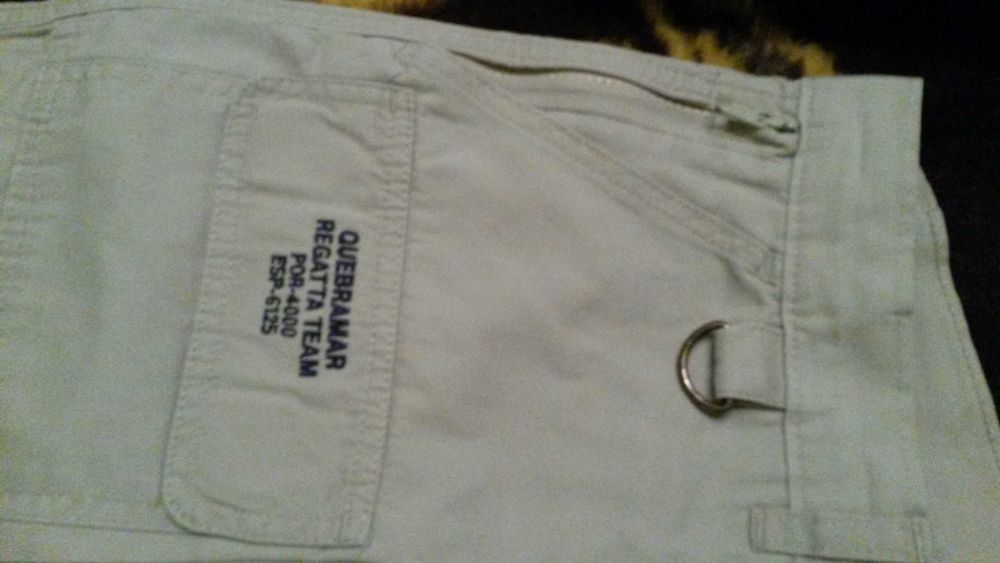 QUEBRAMAR
REGATTA TEAM
POR-4000
ESP-6125